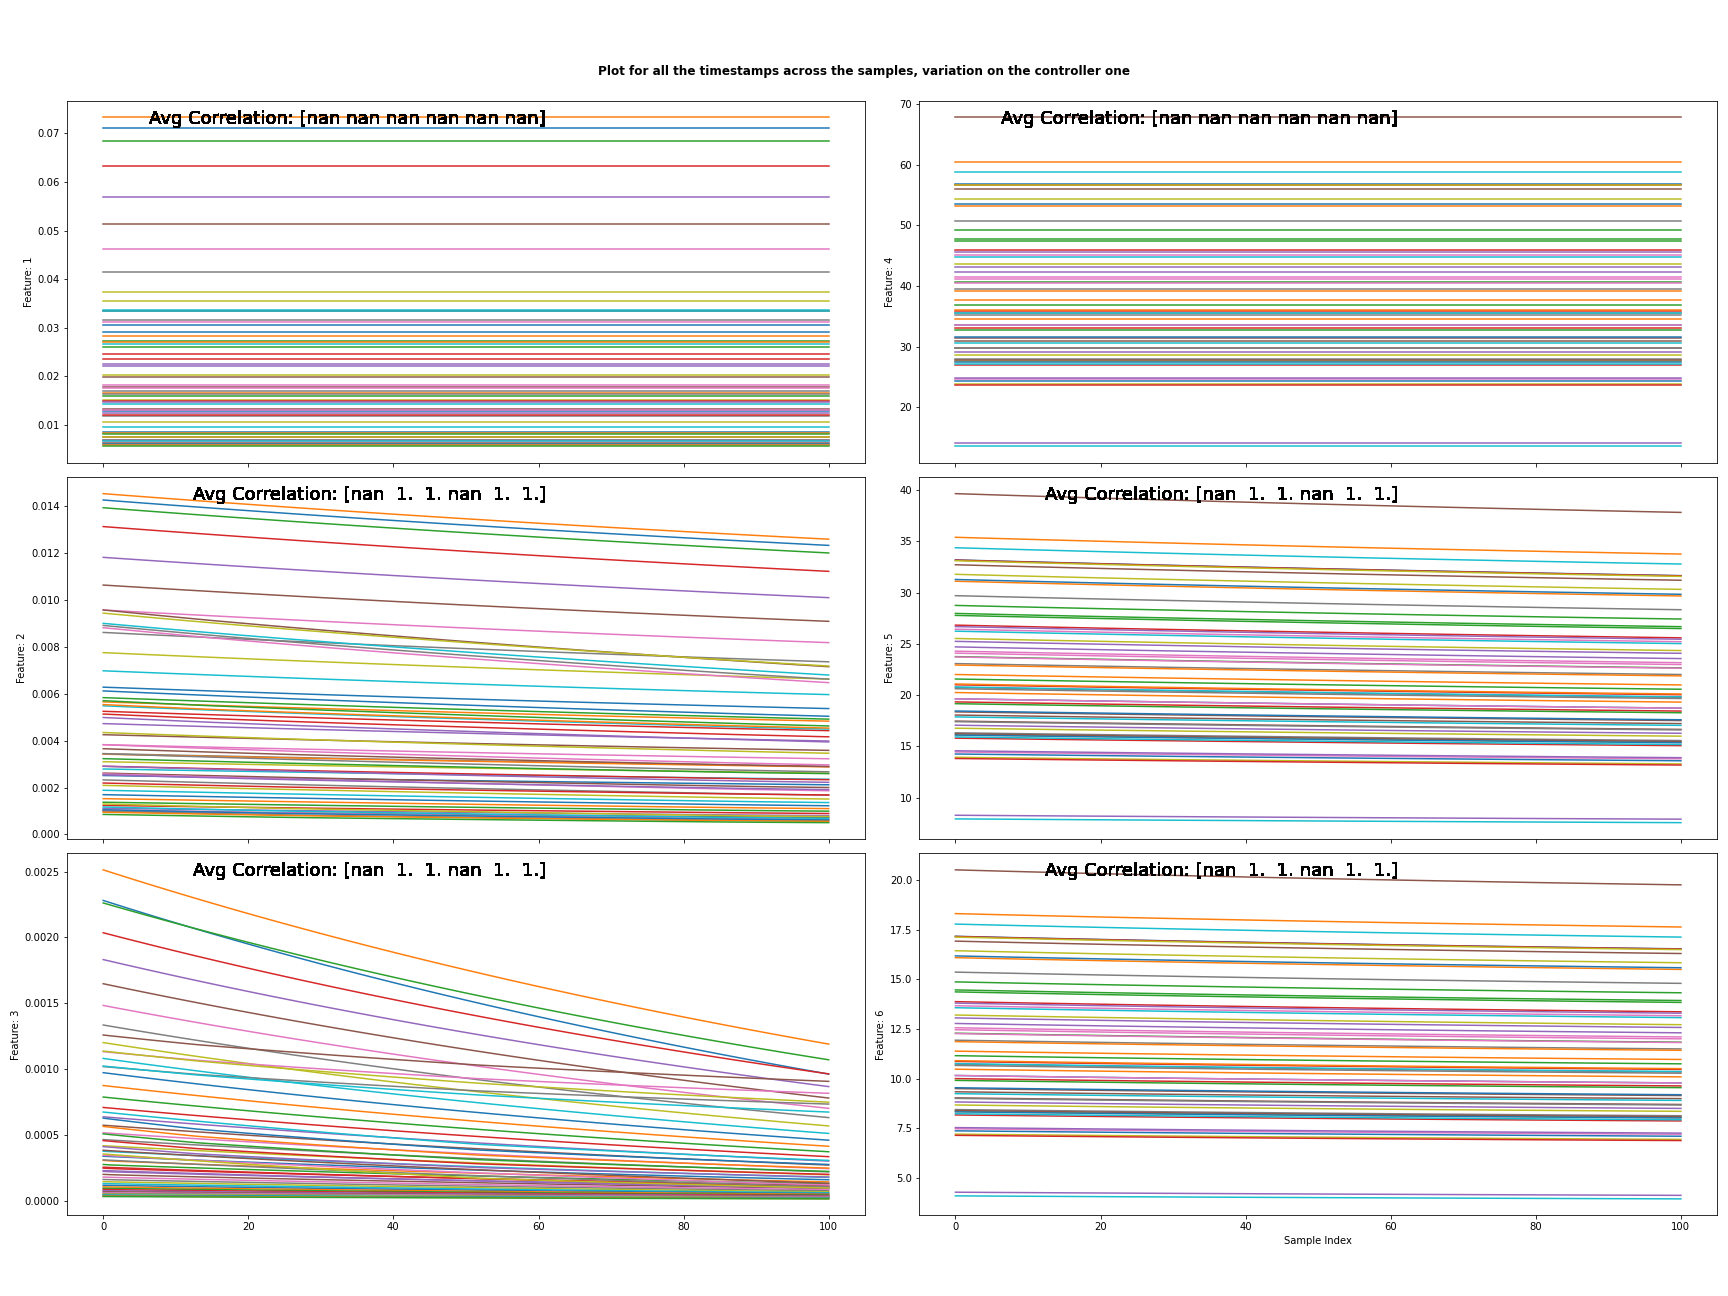 Plot for all the timestamps across the samples, variation on the controller one
Avg Correlation: [nan nan nan nan nan nan]
0.07
0.06
0.05
0.04
0.03
0.02
0.01
Feature: 1
Avg Correlation: [nan nan nan nan nan nan]
70
60
50
40
30
20
Feature: 4
Avg Correlation: [nan  1.  1. nan  1.  1.]
0.014
0.012
0.010
0.008
0.006
0.004
0.002
0.000
Feature: 2
Avg Correlation: [nan  1.  1. nan  1.  1.]
40
35
30
25
20
15
10
Feature: 5
Avg Correlation: [nan  1.  1. nan  1.  1.]
0.0025
0.0020
0.0015
0.0010
0.0005
0.0000
Feature: 3
0 20 40 60 80 100
Avg Correlation: [nan  1.  1. nan  1.  1.]
20.0
17.5
15.0
12.5
10.0
7.5
5.0
Feature: 6
0 20 40 60 80 100
Sample Index